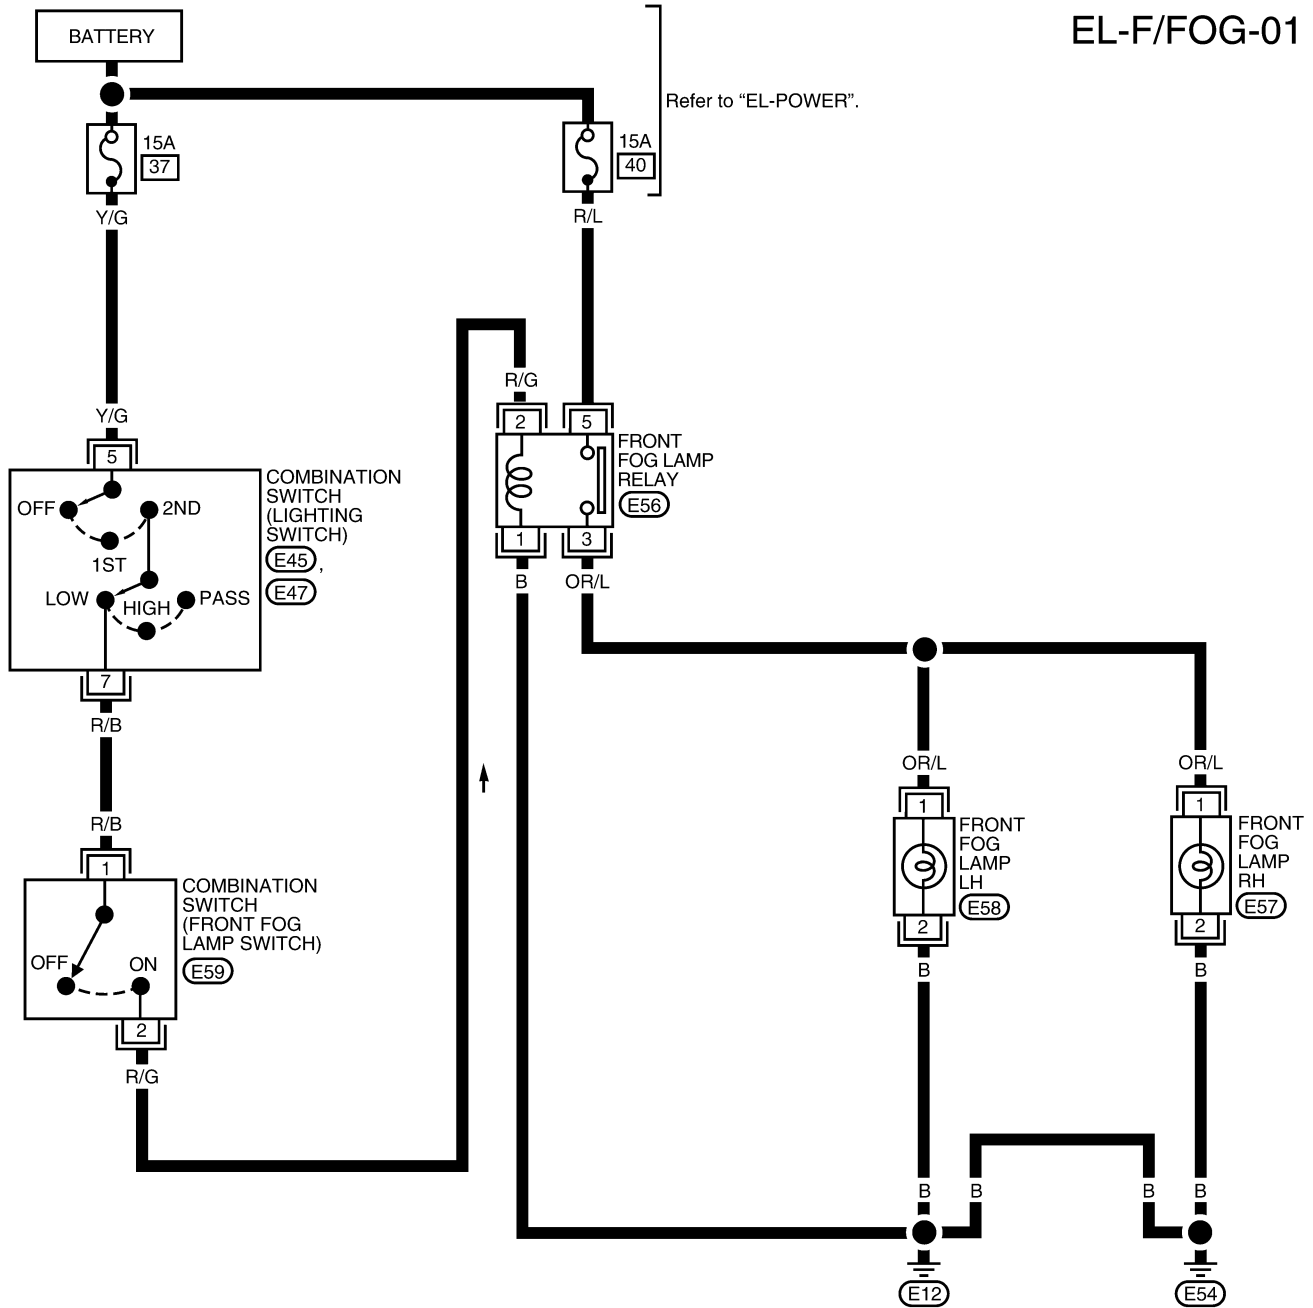 EL-F/FOG-01
BATTERY
Refer to “EL-POWER”.
15A
37
15A
40
Y/G
R/L
R/G
Y/G
5
2
5
FRONT
FOG LAMP
RELAY
E56
COMBINATION
SWITCH
(LIGHTING
SWITCH)
E45 ,
E47
OFF
2ND
1ST
LOW
HIGH
PASS
1
3
B
OR/L
7
R/B
R/B
1
COMBINATION
SWITCH
(FRONT FOG
LAMP SWITCH)
E59
OFF
ON
2
R/G
OR/L
OR/L
1
FRONT
FOG
LAMP
LH
E58
2
B
1
FRONT
FOG
LAMP
RH
E57
2
B
B
B
B
B
E12
E54